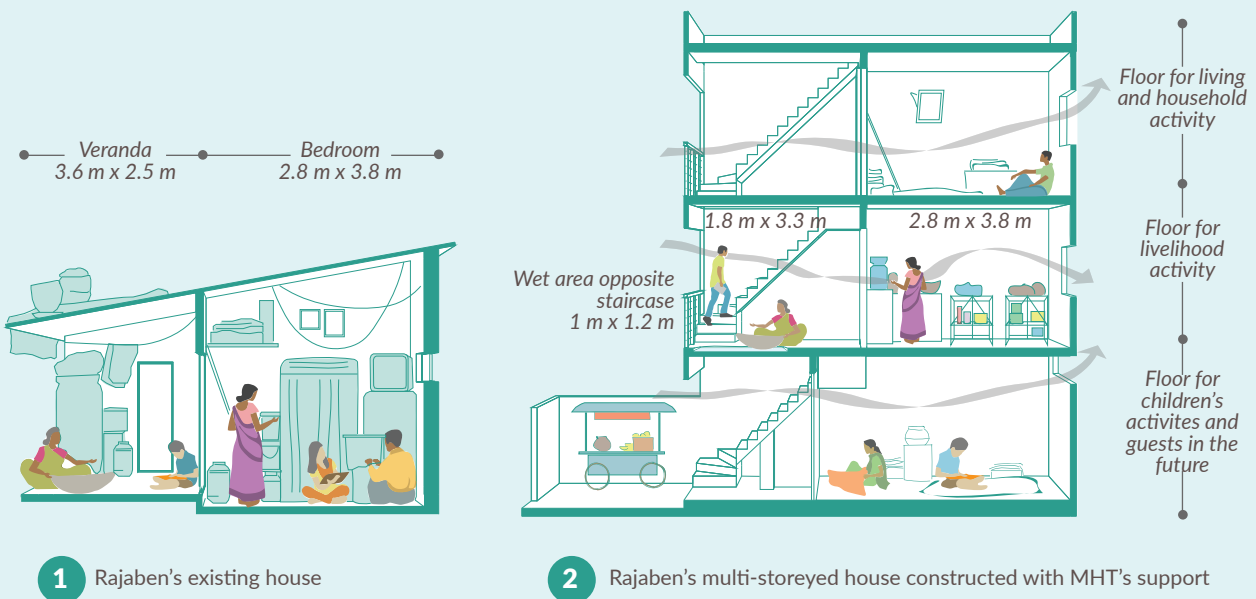 Veranda
3.6 m x 2.5 m
Bedroom
2.8 m x 3.8 m
1
Rajaben’s existing house
Floor for living
and household
activity
1.8 m x 3.3 m
2.8 m x 3.8 m
Floor for
livelihood
activity
Wet area opposite
staircase
1 m x 1.2 m
Floor for
children’s
activites and
guests in the
future
2
Rajaben’s multi-storeyed house constructed with MHT’s support